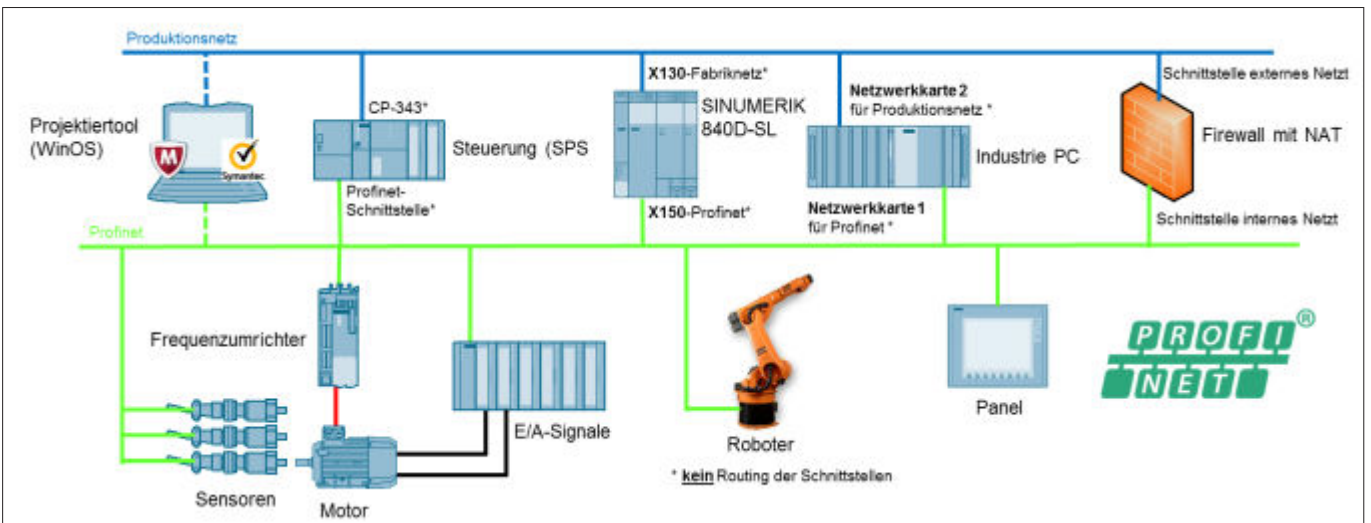 Produktionsnetz
X130-Fabriknetz*
Schnittstelle externes Netzt
CP-343*
Netzwerkkarte 2
für Produktionsnetz *
Projektiertool
(WinOS)
SINUMERIK
840D-SL
Steuerung (SPS
Industrie PC
Firewall mit NAT
Symantec
Profinet-
Schnittstelle*
X150-Profinet*
Netzwerkkarte 1
für Profinet *
Schnittstelle internes Netzt
Profinet
Frequenzumrichter
PROFI
NET
®
Panel
E/A-Signale
Roboter
* kein Routing der Schnittstellen
Sensoren
Motor